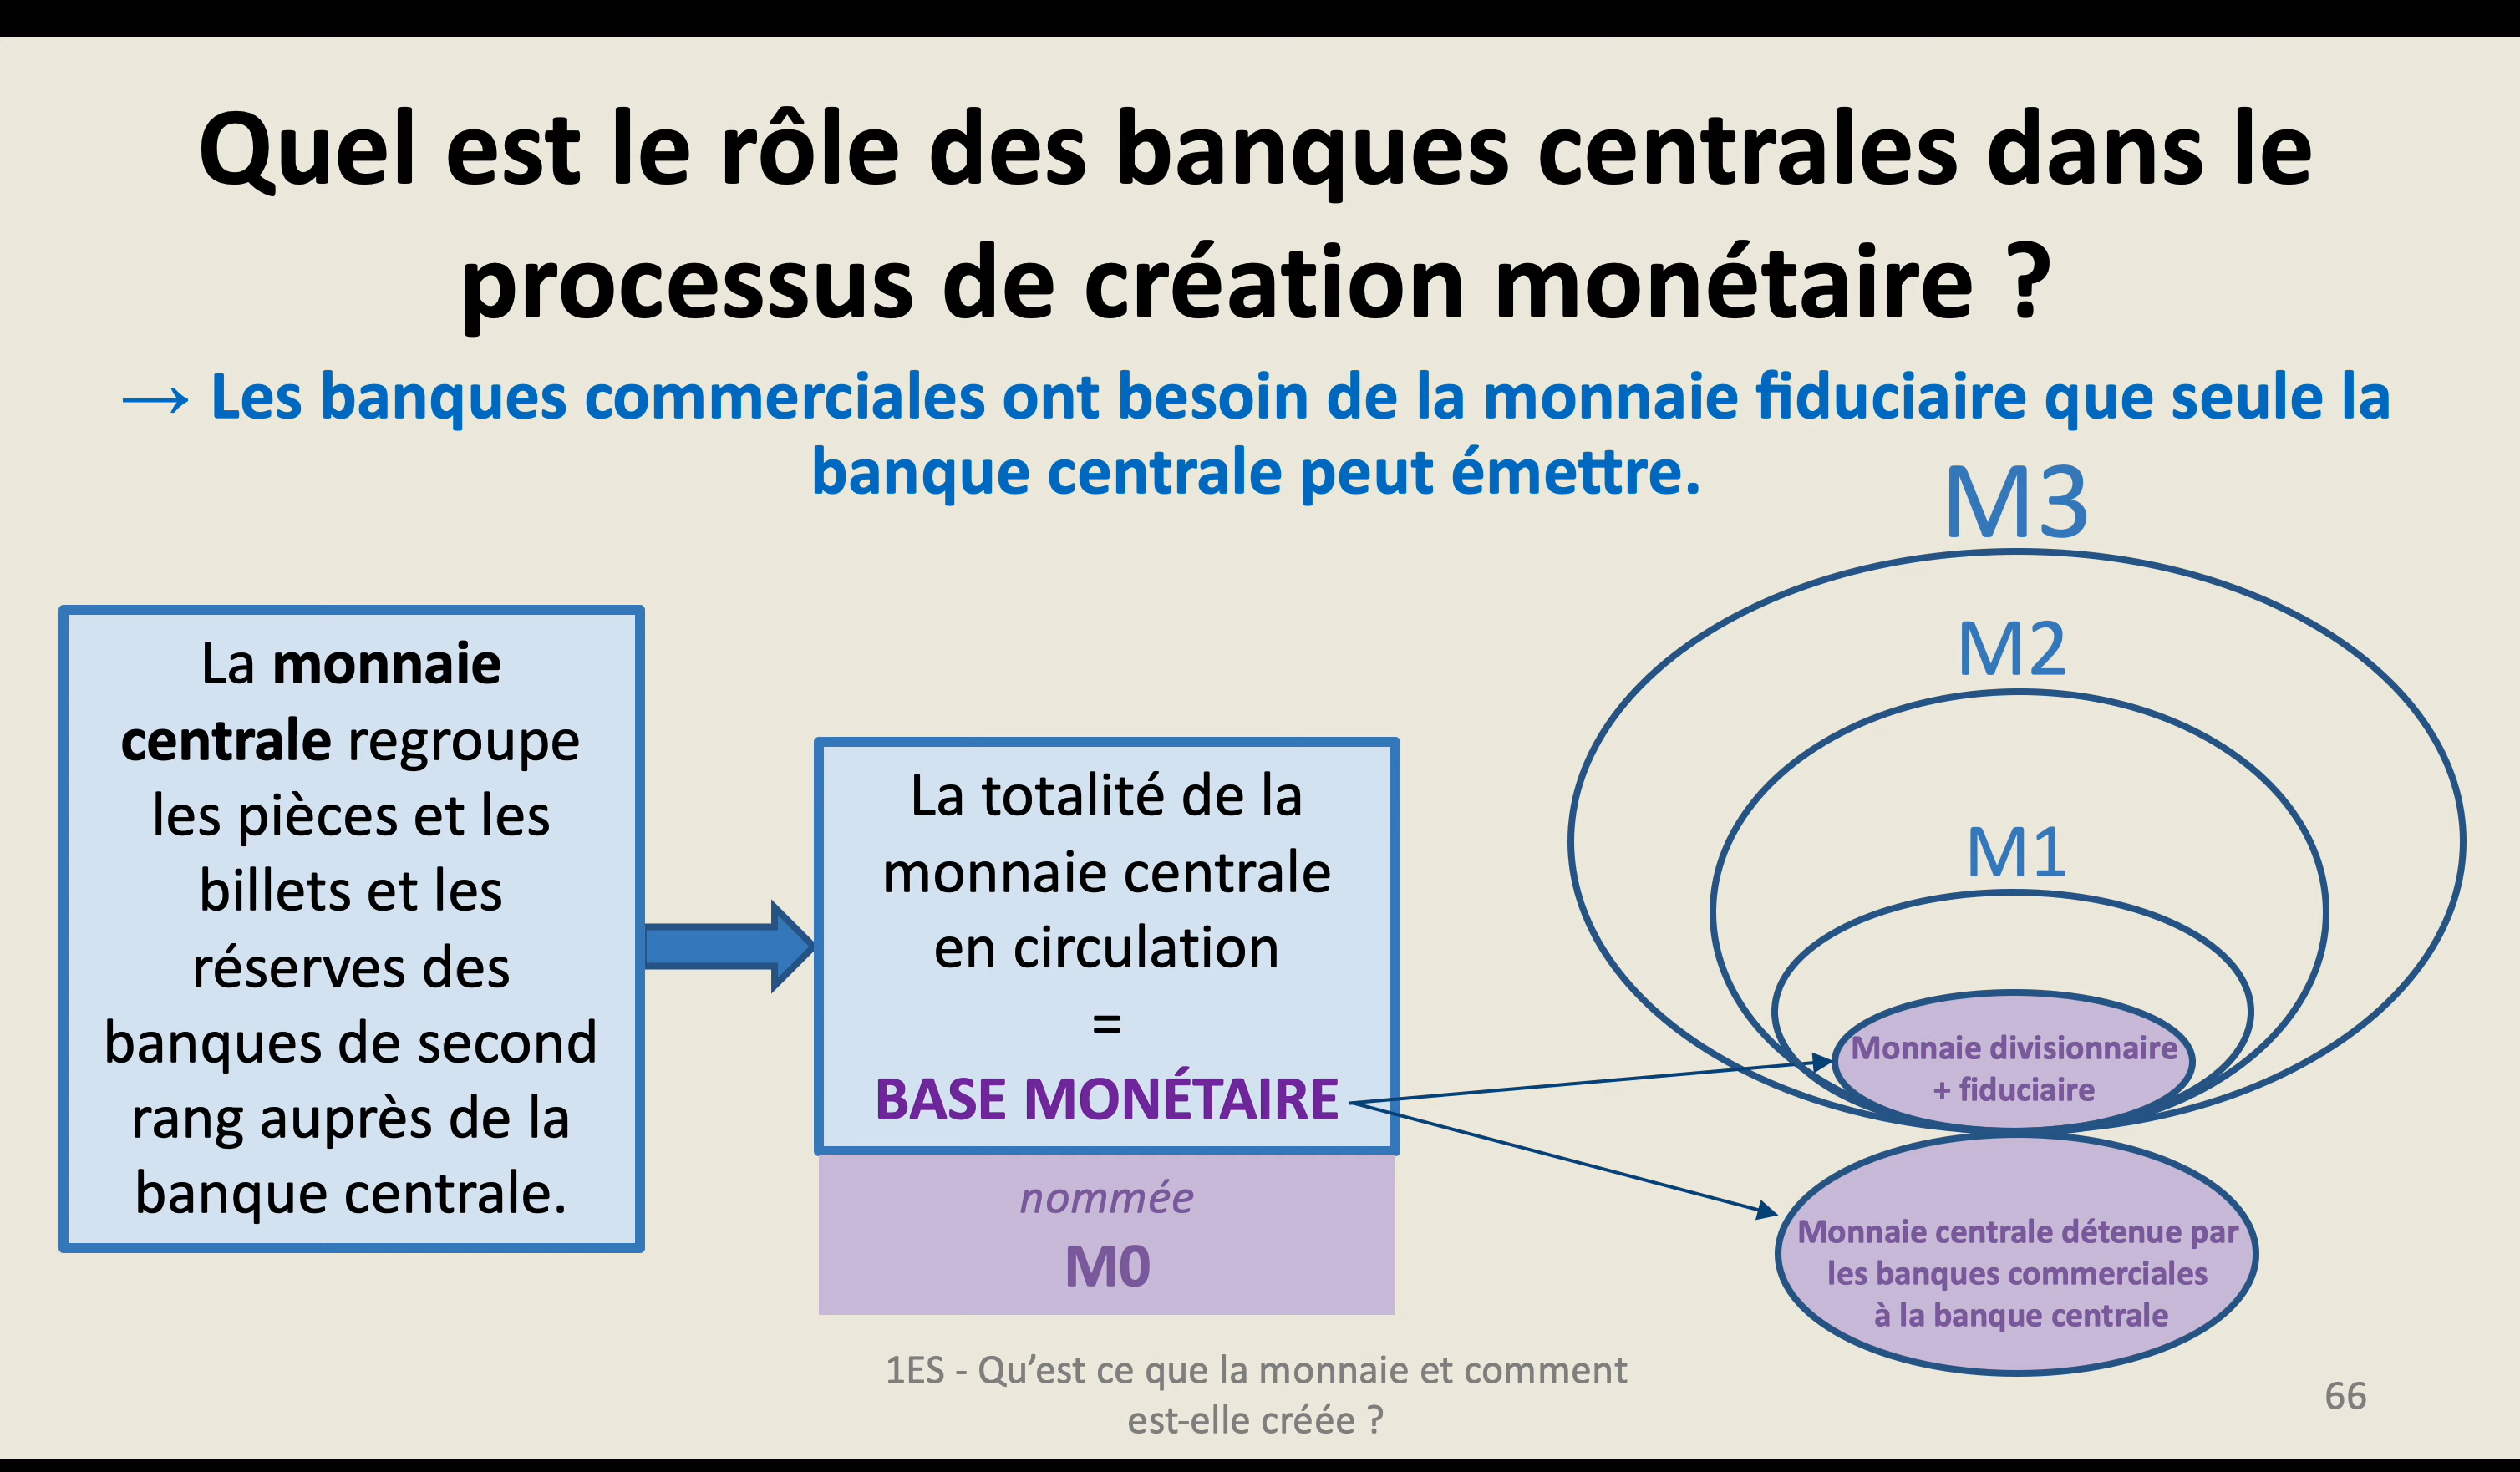 Quel est le rôle des banques centrales dans le
processus de création monétaire ?
→ Les banques commerciales ont besoin de la monnaie fiduciaire que seule la
banque centrale peut émettre.
La monnaie
centrale regroupe
les pièces et les
billets et les
réserves des
banques de second
rang auprès de la
banque centrale.
La totalité de la
monnaie centrale
en circulation
=
BASE MONÉTAIRE
nommée
M0
M3
M2
M1
Monnaie divisionnaire
+ fiduciaire
Monnaie centrale détenue par
les banques commerciales
à la banque centrale
1ES - Qu’est ce que la monnaie et comment
est-elle créée ?
66